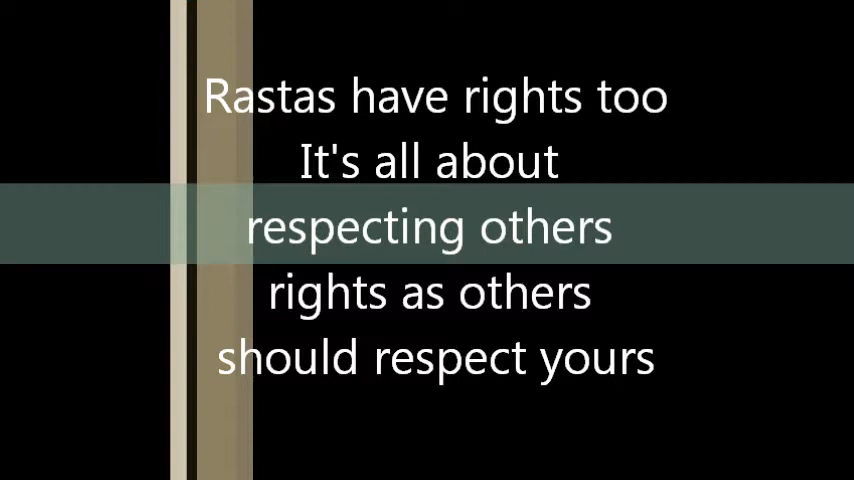 Rastas have rights too
It's all about
respecting others
rights as others
should respect yours